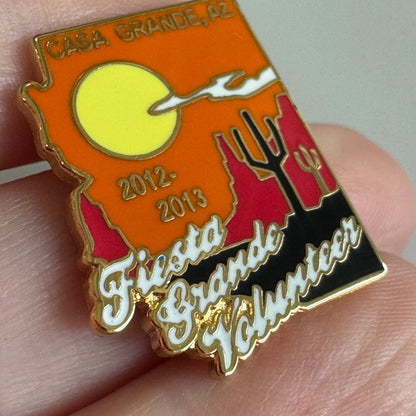 CASA GRANDE, AZ
2012-
2013
Fiesta
Grande
Volunteer